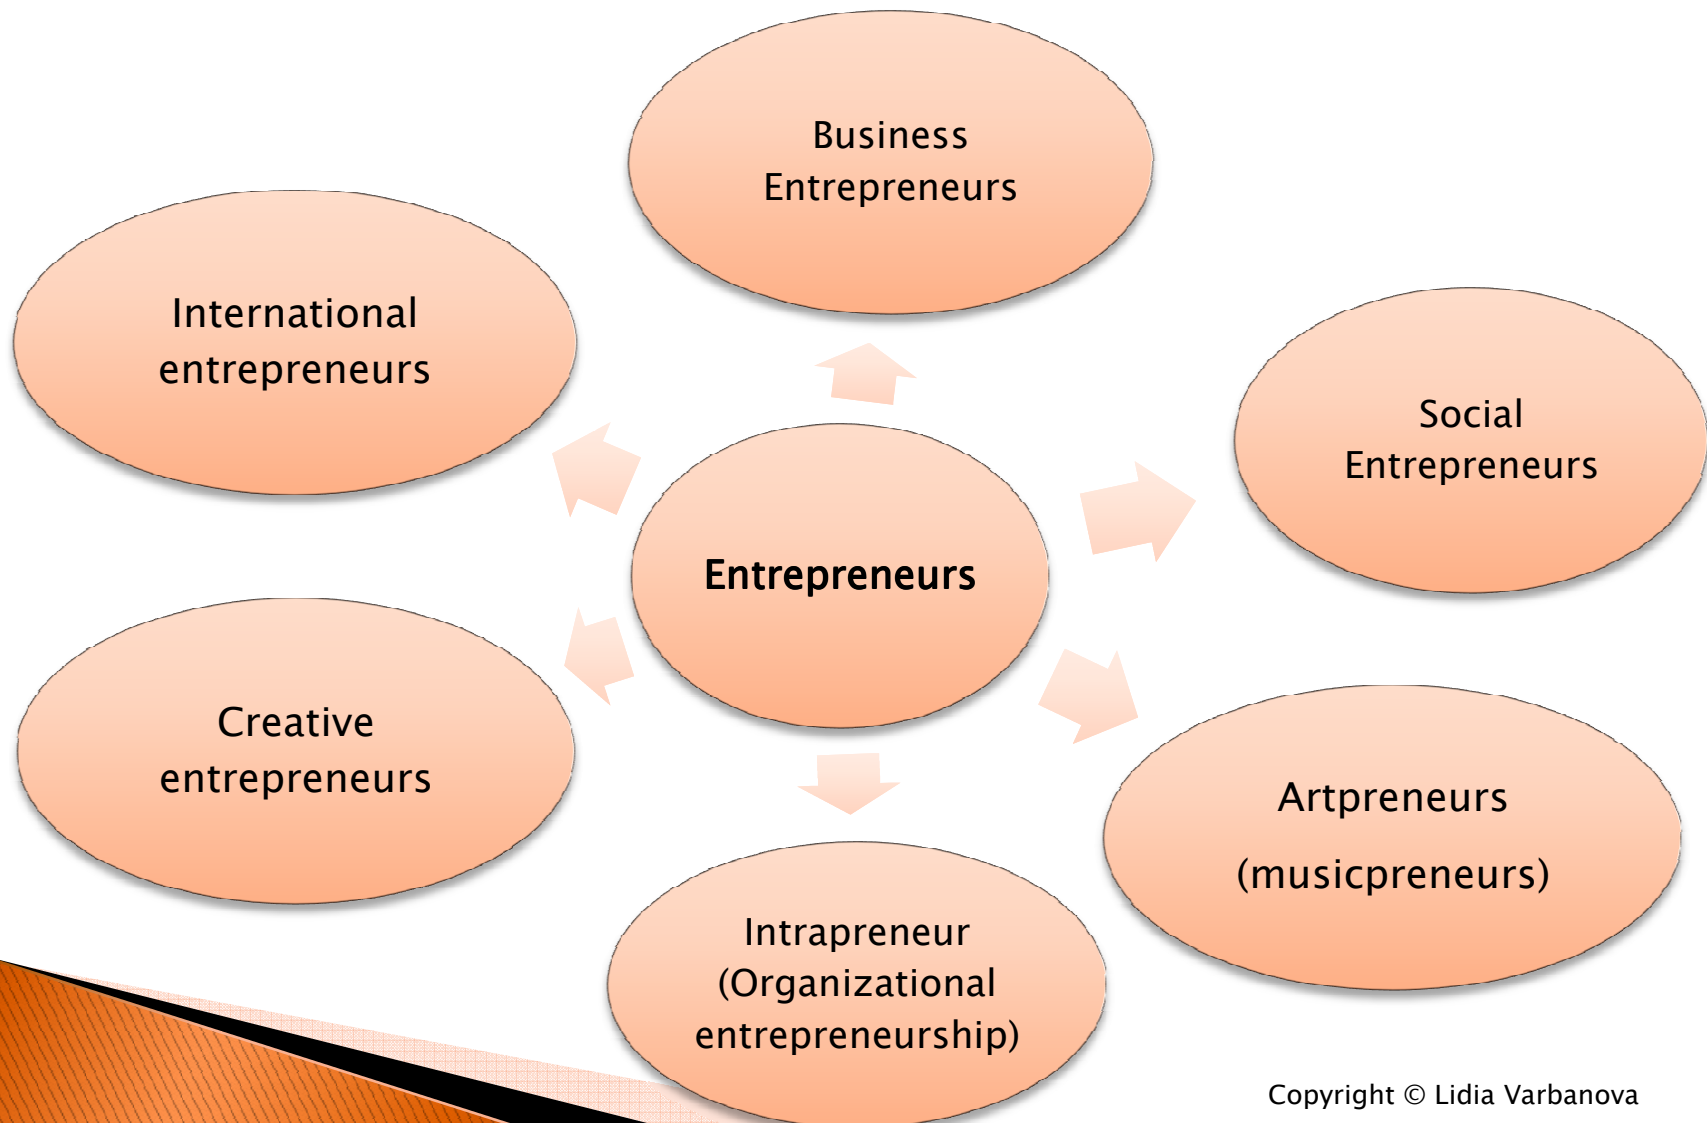 Business
Entrepreneurs
International
entrepreneurs
Social
Entrepreneurs
Entrepreneurs
Creative
entrepreneurs
Artpreneurs
(musicpreneurs)
Intrapreneur
(Organizational
entrepreneurship)
Copyright © Lidia Varbanova